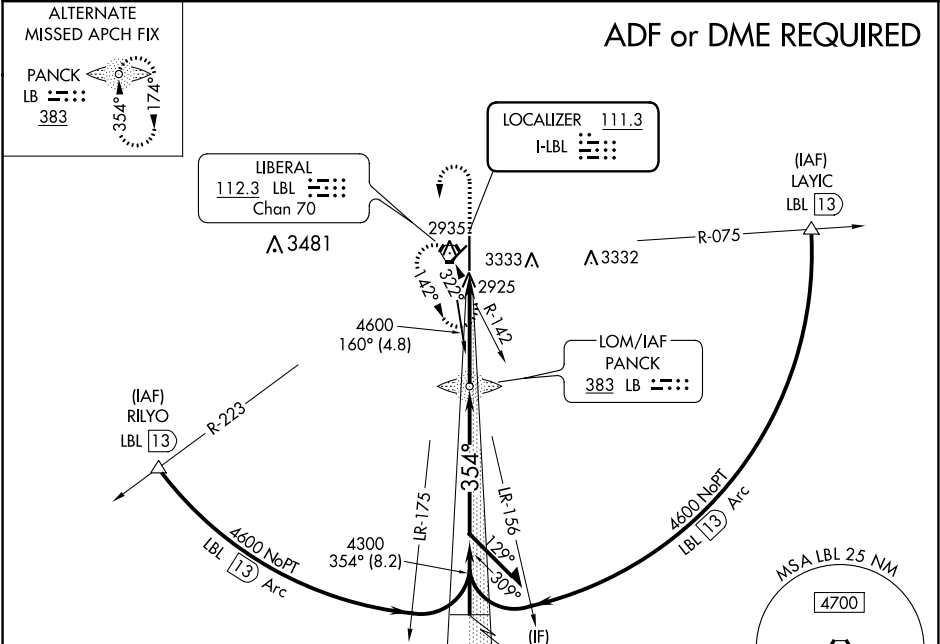 ALTERNATE
MISSED APCH FIX
PANCK
LB
383
354°
174°
ADF or DME REQUIRED
LOCALIZER 111.3
I-LBL
LIBERAL
112.3 LBL
Chan 70
3481
2935
3333
3332
R-075
(IAF)
LAYIC
LBL 13
142°
322°
2925
R-142
4600
160° (4.8)
LOM/IAF
PANCK
383 LB
(IAF)
RILYO
LBL 13
R-223
354°
LR-175
LR-156
4600 NoPT
LBL 13 Arc
4600 NoPT
LBL 13 Arc
4300
354° (8.2)
129°
309°
(IF)
MSA LBL 25 NM
4700